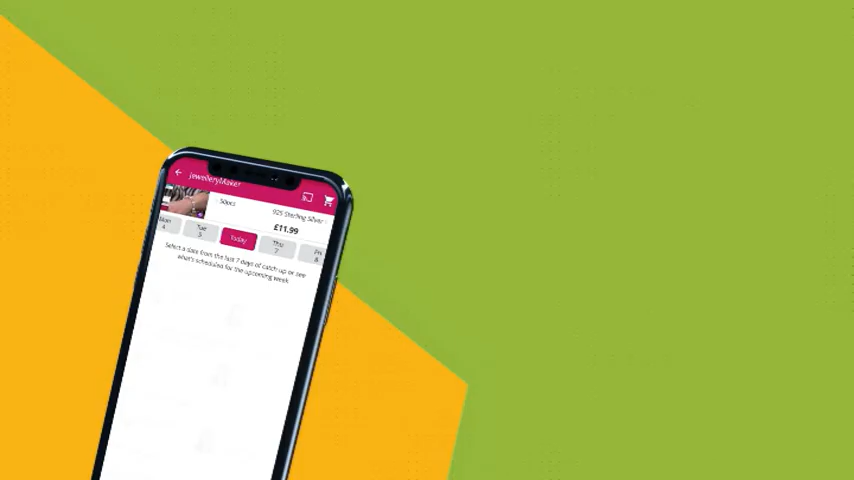 jewelleryMaker
50pcs
925 Sterling Silver
£11.99
Mon
4
Tue
5
Today
Thu
7
Fri
8
Select a date from the last 7 days of catch-up or see
what's scheduled for the upcoming week